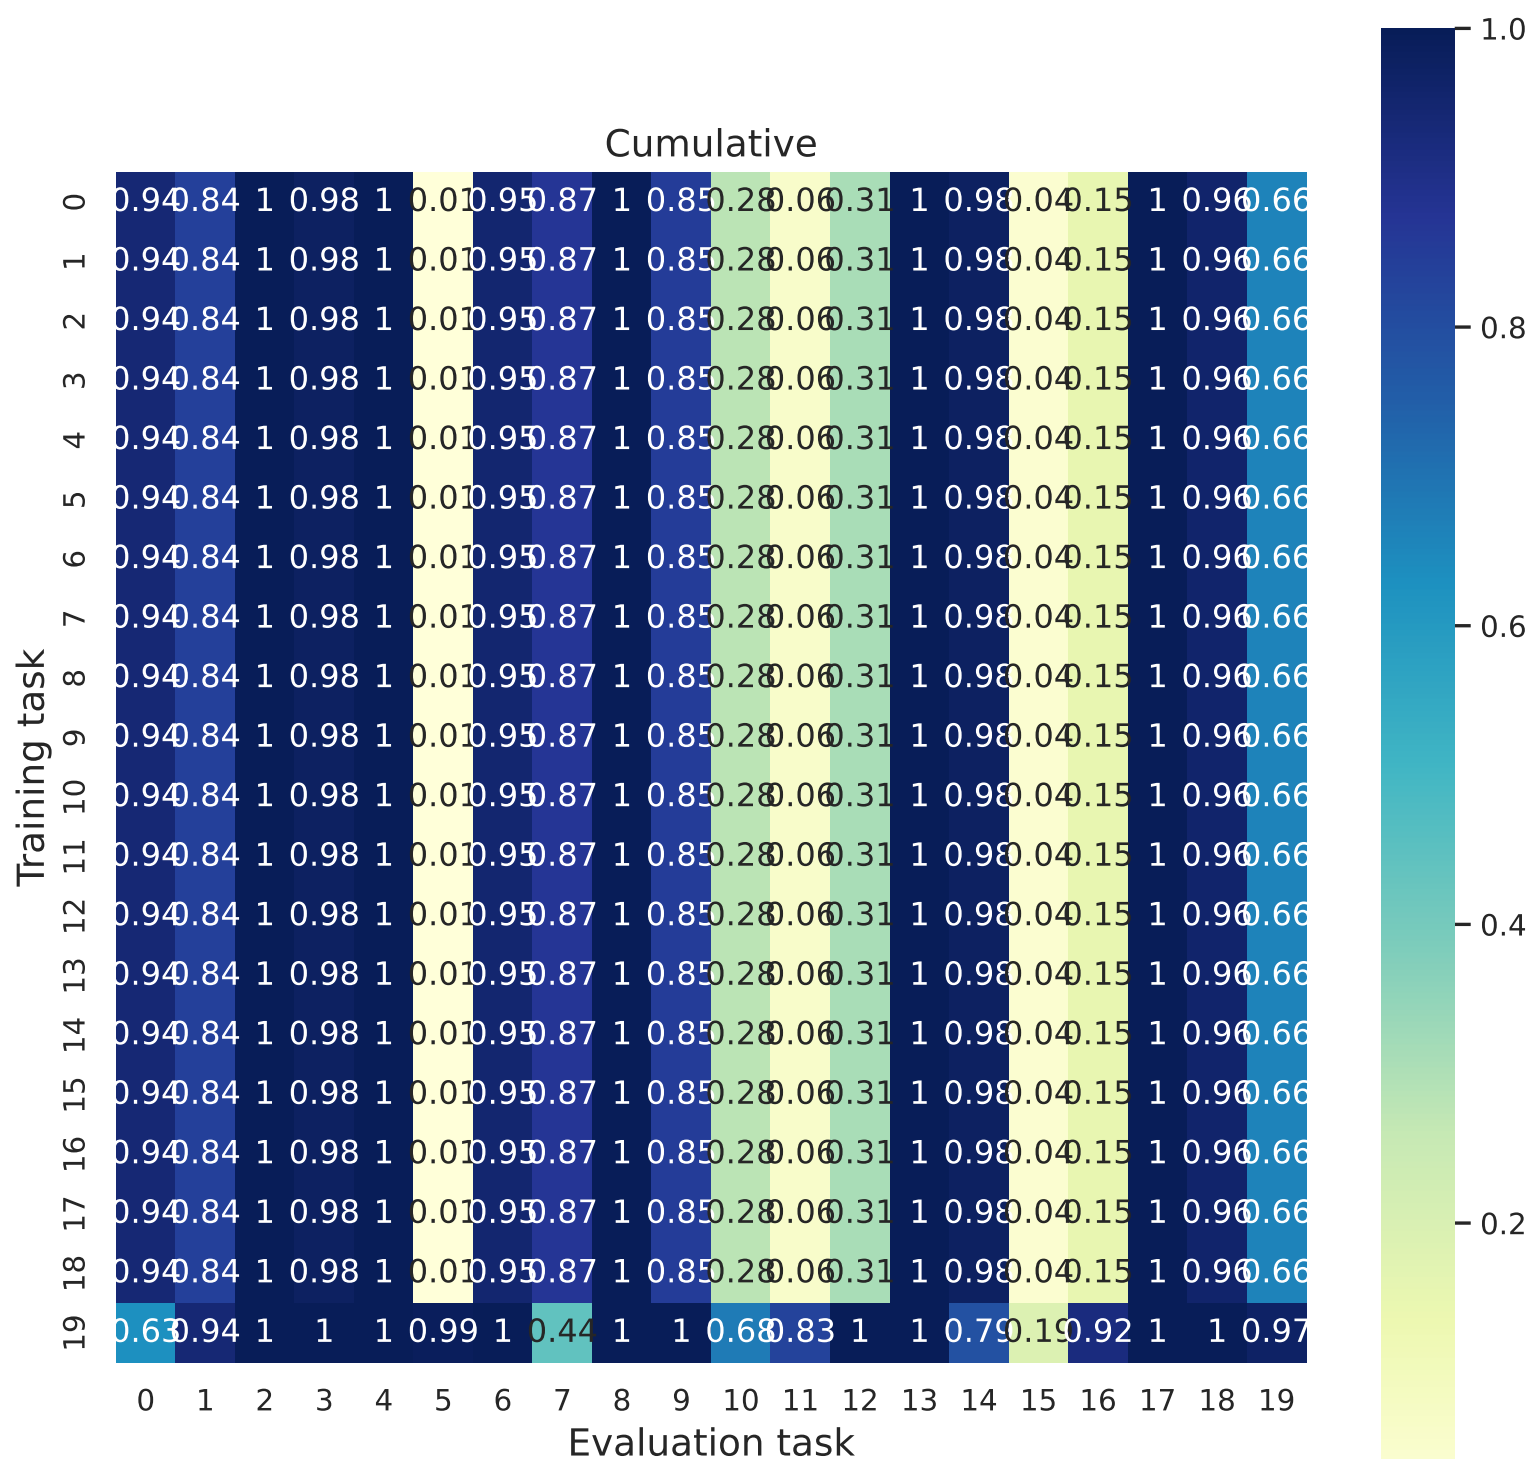 Cumulative
0 0.94 0.84 1 0.98 1 0.01 0.95 0.87 1 0.85 0.28 0.06 0.31 1 0.98 0.04 0.15 1 0.96 0.66
1 0.94 0.84 1 0.98 1 0.01 0.95 0.87 1 0.85 0.28 0.06 0.31 1 0.98 0.04 0.15 1 0.96 0.66
2 0.94 0.84 1 0.98 1 0.01 0.95 0.87 1 0.85 0.28 0.06 0.31 1 0.98 0.04 0.15 1 0.96 0.66
3 0.94 0.84 1 0.98 1 0.01 0.95 0.87 1 0.85 0.28 0.06 0.31 1 0.98 0.04 0.15 1 0.96 0.66
4 0.94 0.84 1 0.98 1 0.01 0.95 0.87 1 0.85 0.28 0.06 0.31 1 0.98 0.04 0.15 1 0.96 0.66
5 0.94 0.84 1 0.98 1 0.01 0.95 0.87 1 0.85 0.28 0.06 0.31 1 0.98 0.04 0.15 1 0.96 0.66
6 0.94 0.84 1 0.98 1 0.01 0.95 0.87 1 0.85 0.28 0.06 0.31 1 0.98 0.04 0.15 1 0.96 0.66
7 0.94 0.84 1 0.98 1 0.01 0.95 0.87 1 0.85 0.28 0.06 0.31 1 0.98 0.04 0.15 1 0.96 0.66
8 0.94 0.84 1 0.98 1 0.01 0.95 0.87 1 0.85 0.28 0.06 0.31 1 0.98 0.04 0.15 1 0.96 0.66
9 0.94 0.84 1 0.98 1 0.01 0.95 0.87 1 0.85 0.28 0.06 0.31 1 0.98 0.04 0.15 1 0.96 0.66
10 0.94 0.84 1 0.98 1 0.01 0.95 0.87 1 0.85 0.28 0.06 0.31 1 0.98 0.04 0.15 1 0.96 0.66
11 0.94 0.84 1 0.98 1 0.01 0.95 0.87 1 0.85 0.28 0.06 0.31 1 0.98 0.04 0.15 1 0.96 0.66
12 0.94 0.84 1 0.98 1 0.01 0.95 0.87 1 0.85 0.28 0.06 0.31 1 0.98 0.04 0.15 1 0.96 0.66
13 0.94 0.84 1 0.98 1 0.01 0.95 0.87 1 0.85 0.28 0.06 0.31 1 0.98 0.04 0.15 1 0.96 0.66
14 0.94 0.84 1 0.98 1 0.01 0.95 0.87 1 0.85 0.28 0.06 0.31 1 0.98 0.04 0.15 1 0.96 0.66
15 0.94 0.84 1 0.98 1 0.01 0.95 0.87 1 0.85 0.28 0.06 0.31 1 0.98 0.04 0.15 1 0.96 0.66
16 0.94 0.84 1 0.98 1 0.01 0.95 0.87 1 0.85 0.28 0.06 0.31 1 0.98 0.04 0.15 1 0.96 0.66
17 0.94 0.84 1 0.98 1 0.01 0.95 0.87 1 0.85 0.28 0.06 0.31 1 0.98 0.04 0.15 1 0.96 0.66
18 0.94 0.84 1 0.98 1 0.01 0.95 0.87 1 0.85 0.28 0.06 0.31 1 0.98 0.04 0.15 1 0.96 0.66
19 0.63 0.94 1 1 1 0.99 1 0.44 1 1 0.68 0.83 1 1 0.79 0.19 0.92 1 1 0.97
0 1 2 3 4 5 6 7 8 9 10 11 12 13 14 15 16 17 18 19
Evaluation task
Training task
1.0
0.8
0.6
0.4
0.2